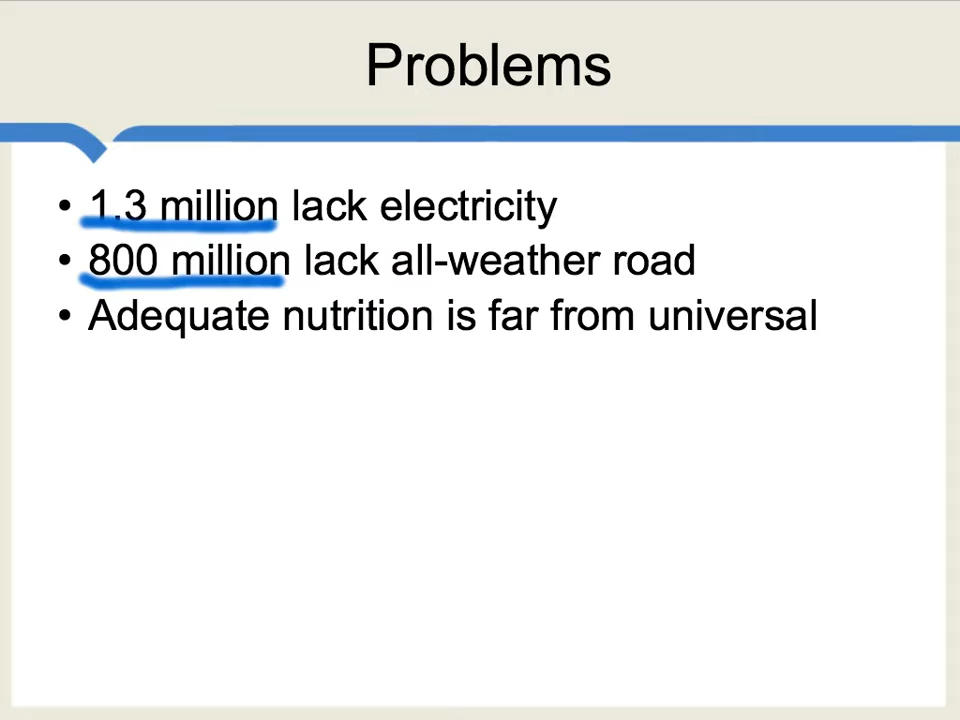 Problems
• 1.3 million lack electricity
• 800 million lack all-weather road
• Adequate nutrition is far from universal